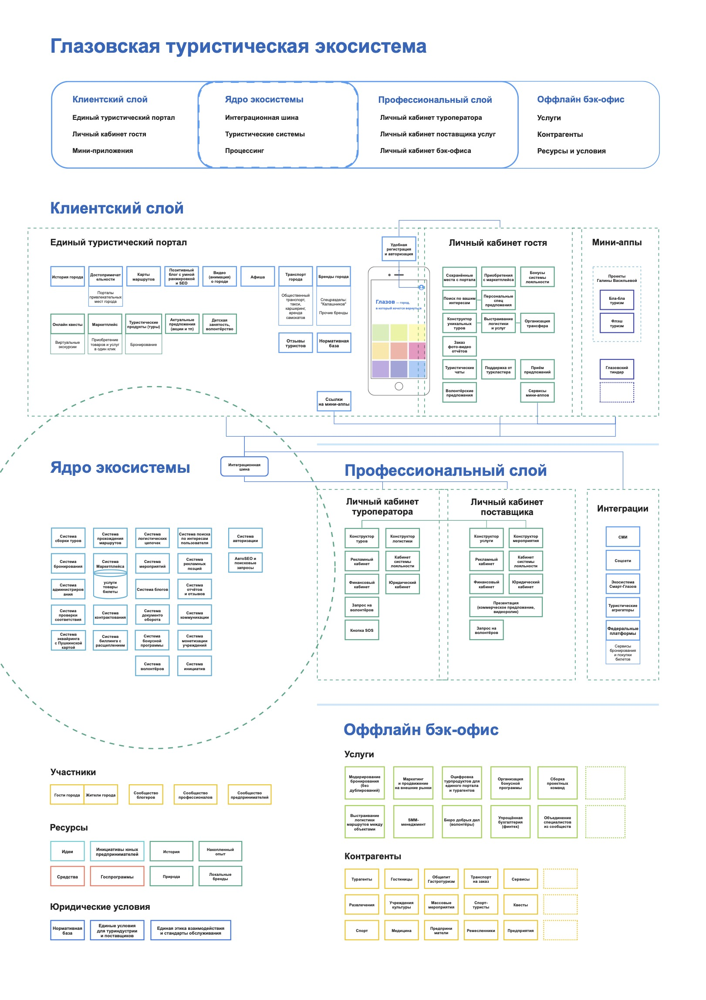 Глазовская туристическая экосистема
Клиентский слой
Единый туристический портал
Личный кабинет гостя
Мини-приложения
Ядро экосистемы
Интеграционная шина
Туристические системы
Процессинг
Профессиональный слой
Личный кабинет туроператора
Личный кабинет поставщика услуг
Личный кабинет бэк-офиса
Оффлайн бэк-офис
Услуги
Контрагенты
Ресурсы и условия
Клиентский слой
Единый туристический портал
История города
Достопримечат
ельности
Порталы
привлекательных
мест города
Карты
маршрутов
Позитивный
блог с умной
ранжировкой
и SEO
Видео
(анимация)
о городе
Афиша
Транспорт
города
Общественный
транспорт,
такси,
каршеринг,
аренда
самокатов
Бренды города
Спецразделы:
"Калашников"
Прочие бренды
Онлайн квесты
Виртуальные
экскурсии
Маркетплейс
Приобретение
товаров и услуг
в один клик
Туристические
продукты (туры)
Бронирование
Актуальные
предложения
(акции и тп)
Детская
занятость,
волонтёрство
Отзывы
туристов
Нормативная
база
Ссылки
на мини-аппы
Удобная
регистрация
и авторизация
Глазов — город,
в который хочется вернуться
Личный кабинет гостя
Сохранённые
места с портала
Приобретения
с маркетплейса
Бонусы
системы
лояльности
Поиск по вашим
интересам
Персональные
спец
предложения
Конструктор
уникальных
туров
Выстраивание
логистики
и услуг
Организация
трансфера
Заказ
фото-видео
отчётов
Туристические
чаты
Поддержка от
туркластера
Приём
предложений
Волонтёрские
предложения
Сервисы
мини-аппов
Мини-аппы
Проекты
Галины Васильевой
Бла-бла
туризм
Флэш
туризм
Глазовский
тиндер
Ядро экосистемы
Интеграционная
шина
Система
сборки туров
Система
прохождения
маршрутов
Система
логистических
цепочек
Система поиска
по интересам
пользователя
Система
авторизации
Система
бронирования
Система
Маркетплейса
услуги
товары
билеты
Система
мероприятий
Система
рекламных
позций
АвтоSEO и
поисковые
запросы
Система
администриров
ания
Система блогов
Система
отчётов
и отзывов
Система
проверки
соответствия
Система
контрактования
Система
документо
оборота
Система
коммуникации
Система
эквайринга
с Пушкинской
картой
Система
биллинга с
расщеплением
Система
бонусной
программы
Система
монетизации
учреждений
Система
волонтёров
Система
инициатив
Профессиональный слой
Личный кабинет
туроператора
Конструктор
туров
Конструктор
логистики
Рекламный
кабинет
Кабинет
системы
лояльности
Финансовый
кабинет
Юридический
кабинет
Запрос на
волонтёров
Кнопка SOS
Личный кабинет
поставщика
Конструктор
услуги
Конструктор
мероприятия
Рекламный
кабинет
Кабинет
системы
лояльности
Финансовый
кабинет
Юридический
кабинет
Презентация
(коммерческое предложение,
видеоролик)
Запрос на
волонтёров
Интеграции
СМИ
Соцсети
Экосистема
Смарт-Глазов
Туристические
агрегаторы
Федеральные
платформы
Сервисы
бронирования
и покупки
билетов
Участники
Гости города
Жители города
Сообщество
блогеров
Сообщество
профессионалов
Сообщество
предпринимателей
Ресурсы
Идеи
Инициативы юных
предпринимателей
История
Накопленный
опыт
Средства
Госпрограммы
Природа
Локальные
бренды
Юридические условия
Нормативная
база
Единые условия
для туриндустрии
и поставщиков
Единая этика взаимодействия
и стандарты обслуживания
Оффлайн бэк-офис
Услуги
Модерирование
бронирования
(без
дублирований)
Маркетинг
и продвижение
на внешние рынки
Оцифровка
турпродуктов для
единого портала
и турагентов
Организация
бонусной
программы
Сборка
проектных
команд
Выстраивание
логистики
маршрутов между
объектами
SMM-
менеджмент
Бюро добрых дел
(волонтёры)
Упрощённая
бухгалтерия
(финтех)
Объединение
специалистов
из сообществ
Контрагенты
Турагенты
Гостиницы
Общепит
Гастротуризм
Транспорт
на заказ
Сервисы
Развлечения
Учреждения
культуры
Массовые
мероприятия
Спорт-
туристы
Квесты
Спорт
Медицина
Предприни
матели
Ремесленники
Предприятия